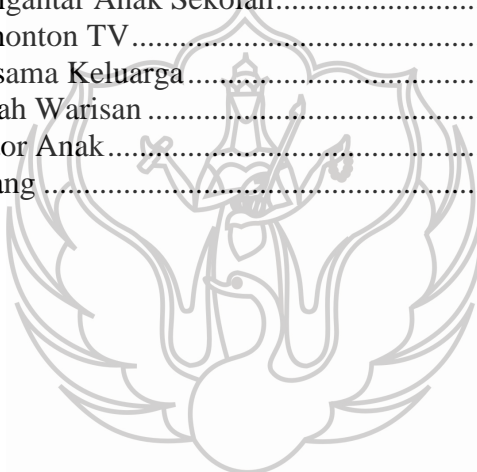 ngantar Anak Sekolah................................
nonton TV......................................................
sama Keluarga..............................................
ah Warisan ...................................................
or Anak.........................................................
ang ................................................................